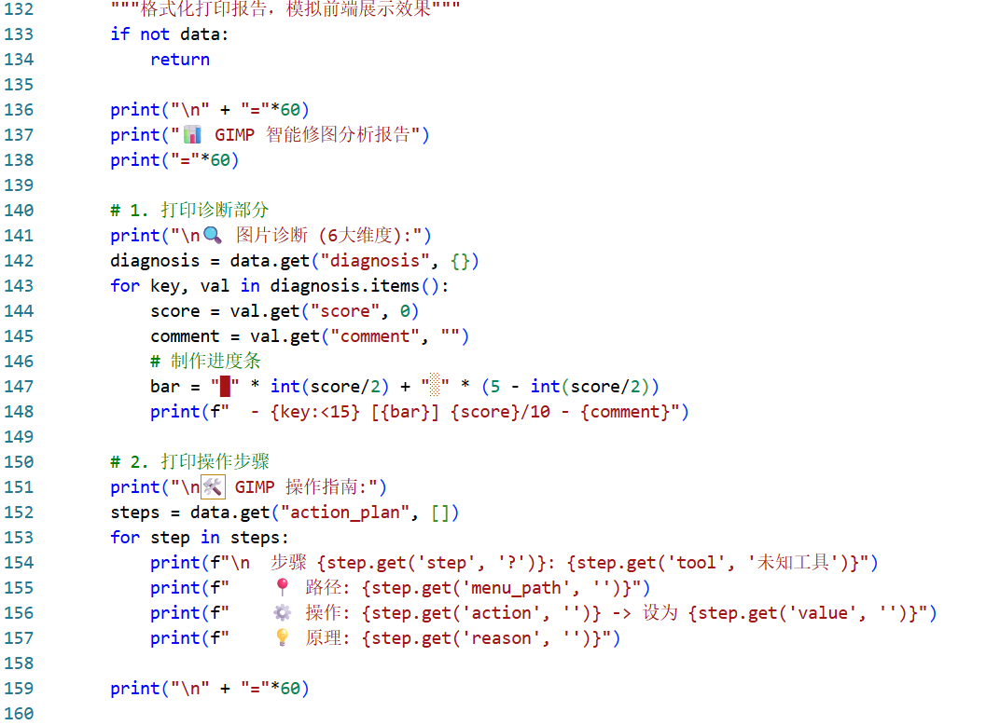 132 """格式化打印报告，模拟前端展示效果"""
133 if not data:
134 return
135
136 print("\n" + "="*60)
137 print("📊 GIMP 智能修图分析报告")
138 print("="*60)
139
140 # 1. 打印诊断部分
141 print("\n🔍 图片诊断 (6大维度):")
142 diagnosis = data.get("diagnosis", {})
143 for key, val in diagnosis.items():
144 score = val.get("score", 0)
145 comment = val.get("comment", "")
146 # 制作进度条
147 bar = "█" * int(score/2) + "░" * (5 - int(score/2))
148 print(f"  - {key:<15} [{bar}] {score}/10 - {comment}")
149
150 # 2. 打印操作步骤
151 print("\n🛠 GIMP 操作指南:")
152 steps = data.get("action_plan", [])
153 for step in steps:
154 print(f"\n  步骤 {step.get('step', '?')}: {step.get('tool', '未知工具')}")
155 print(f"    📍 路径: {step.get('menu_path', '')}")
156 print(f"    ⚙ 操作: {step.get('action', '')} -> 设为 {step.get('value', '')}")
157 print(f"    💡 原理: {step.get('reason', '')}")
158
159 print("\n" + "="*60)
160